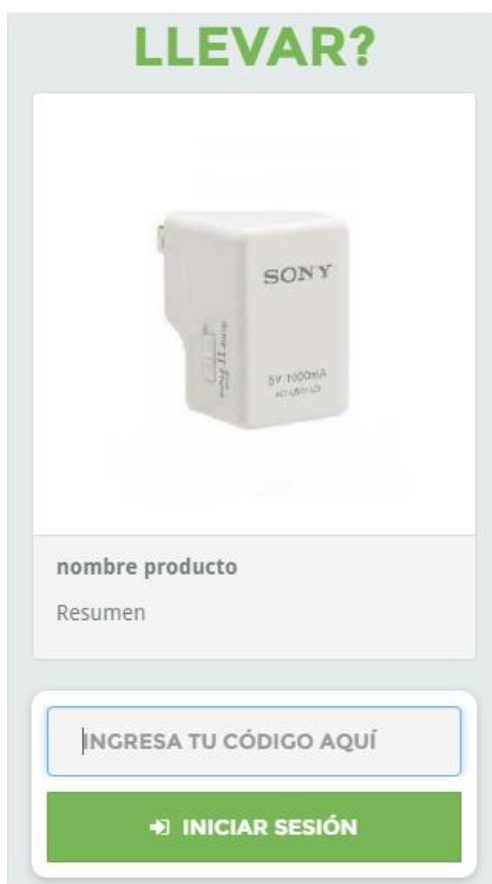 LLEVAR?
SONY
5V 1000mA
nombre producto
Resumen
INGRESA TU CÓDIGO AQUÍ
INICIAR SESIÓN